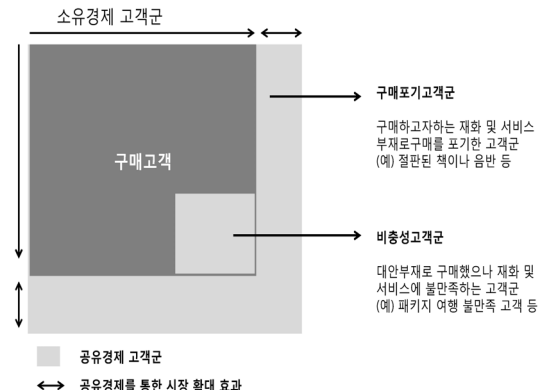 소유경제 고객군
구매포기고객군
구매하고자하는 재화 및 서비스
부재로구매를 포기한 고객군
(예) 절판된 책이나 음반 등
구매고객
비충성고객군
대안부재로 구매했으나 재화 및
서비스에 불만족하는 고객군
(예) 패키지 여행 불만족 고객 등
공유경제 고객군
공유경제를 통한 시장 확대 효과